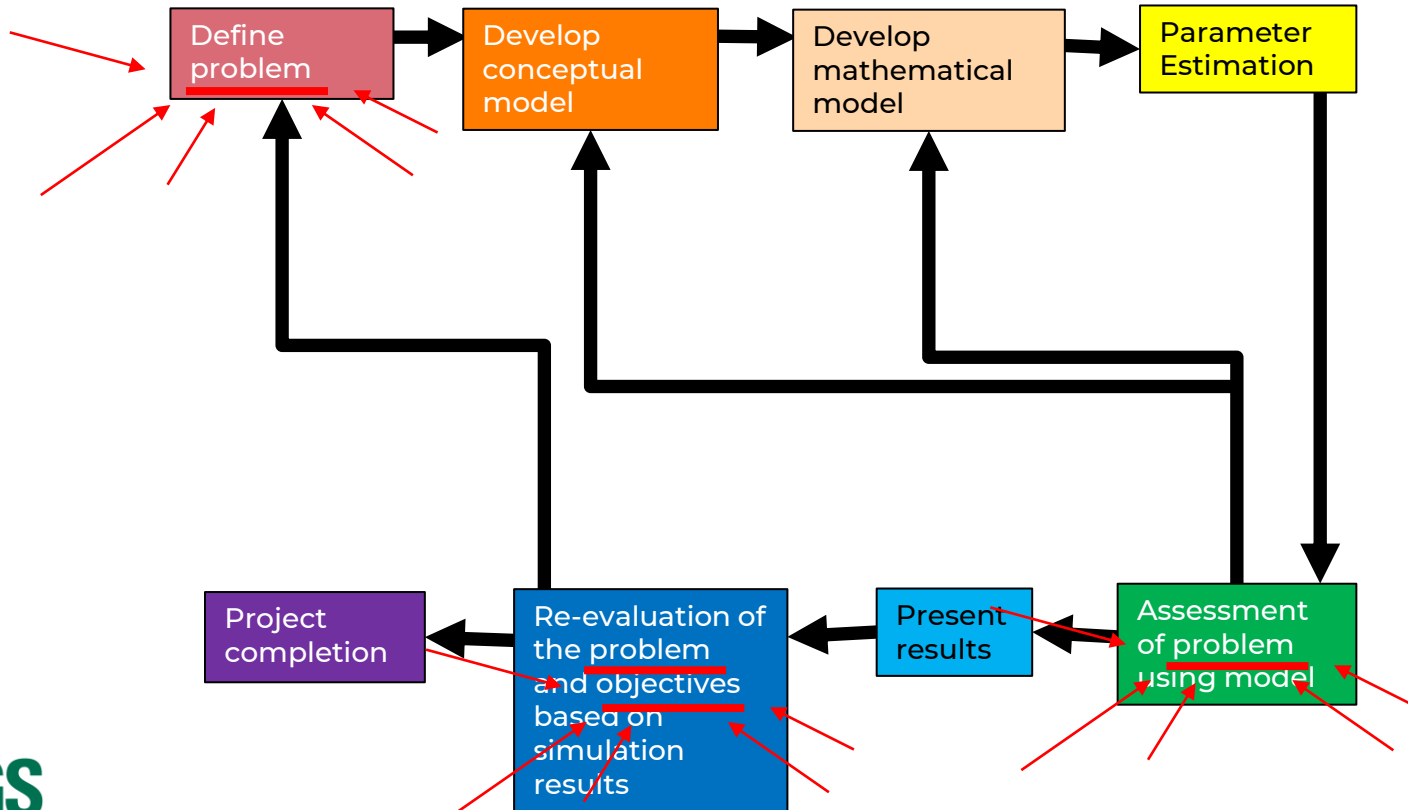 Define
problem
Develop
conceptual
model
Develop
mathematical
model
Parameter
Estimation
Project
completion
Re-evaluation of
the problem
and objectives
based on
simulation
results
Present
results
Assessment
of problem
using model